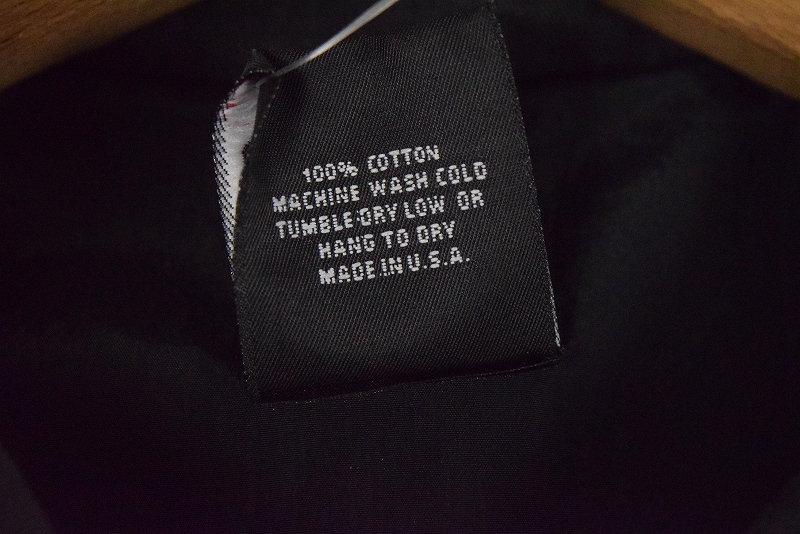 100% COTTON
MACHINE WASH COLD
TUMBLE DRY LOW OR
HANG TO DRY
MADE IN U.S.A.